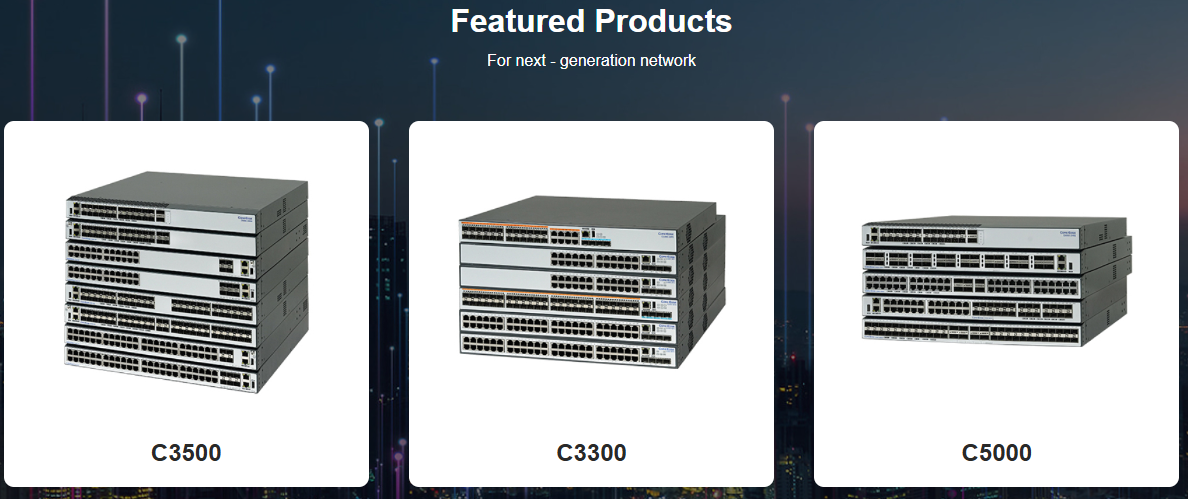 Featured Products
For next - generation network
C3500
C3300
C5000